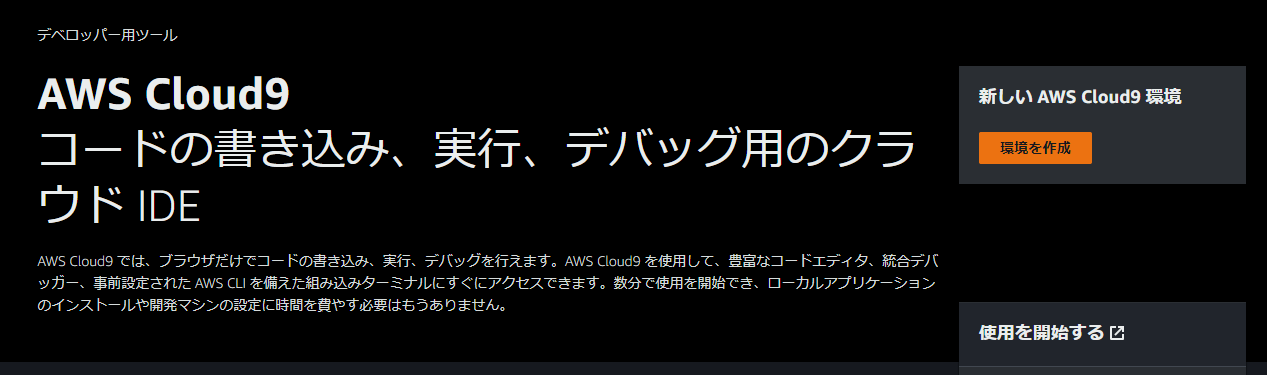 デベロッパー用ツール
AWS Cloud9
コードの書き込み、実行、デバッグ用のクラ
ウド IDE
AWS Cloud9 では、ブラウザだけでコードの書き込み、実行、デバッグを行えます。AWS Cloud9 を使用して、豊富なコードエディタ、統合デバ
ッガー、事前設定された AWS CLI を備えた組み込みターミナルにすぐにアクセスできます。数分で使用を開始でき、ローカルアプリケーション
のインストールや開発マシンの設定に時間を費やす必要はもうありません。
新しい AWS Cloud9 環境
環境を作成
使用を開始する